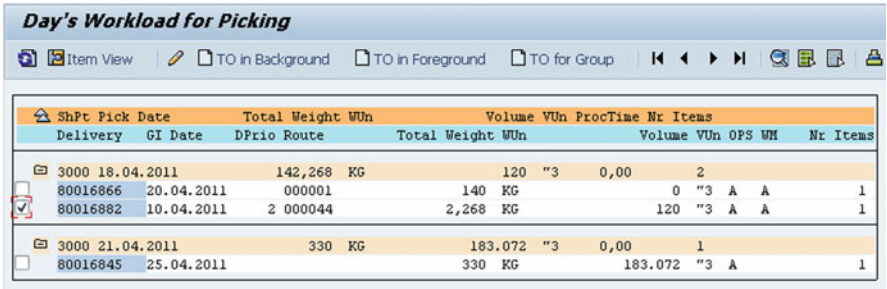 Day's Workload for Picking
Item View TO in Background TO in Foreground TO for Group
ShPt Pick Date Total Weight WUn Volume VUn ProcTime Nr Items
Delivery GI Date DPrio Route Total Weight WUn Volume VUn OPS WM Nr Items
3000 18.04.2011 142,268 KG 120 "3 0,00 2
80016866 20.04.2011 000001 140 KG 0 "3 A A 1
80016882 10.04.2011 2 000044 2,268 KG 120 "3 A A 1
3000 21.04.2011 330 KG 183.072 "3 0,00 1
80016845 25.04.2011 330 KG 183.072 "3 A 1